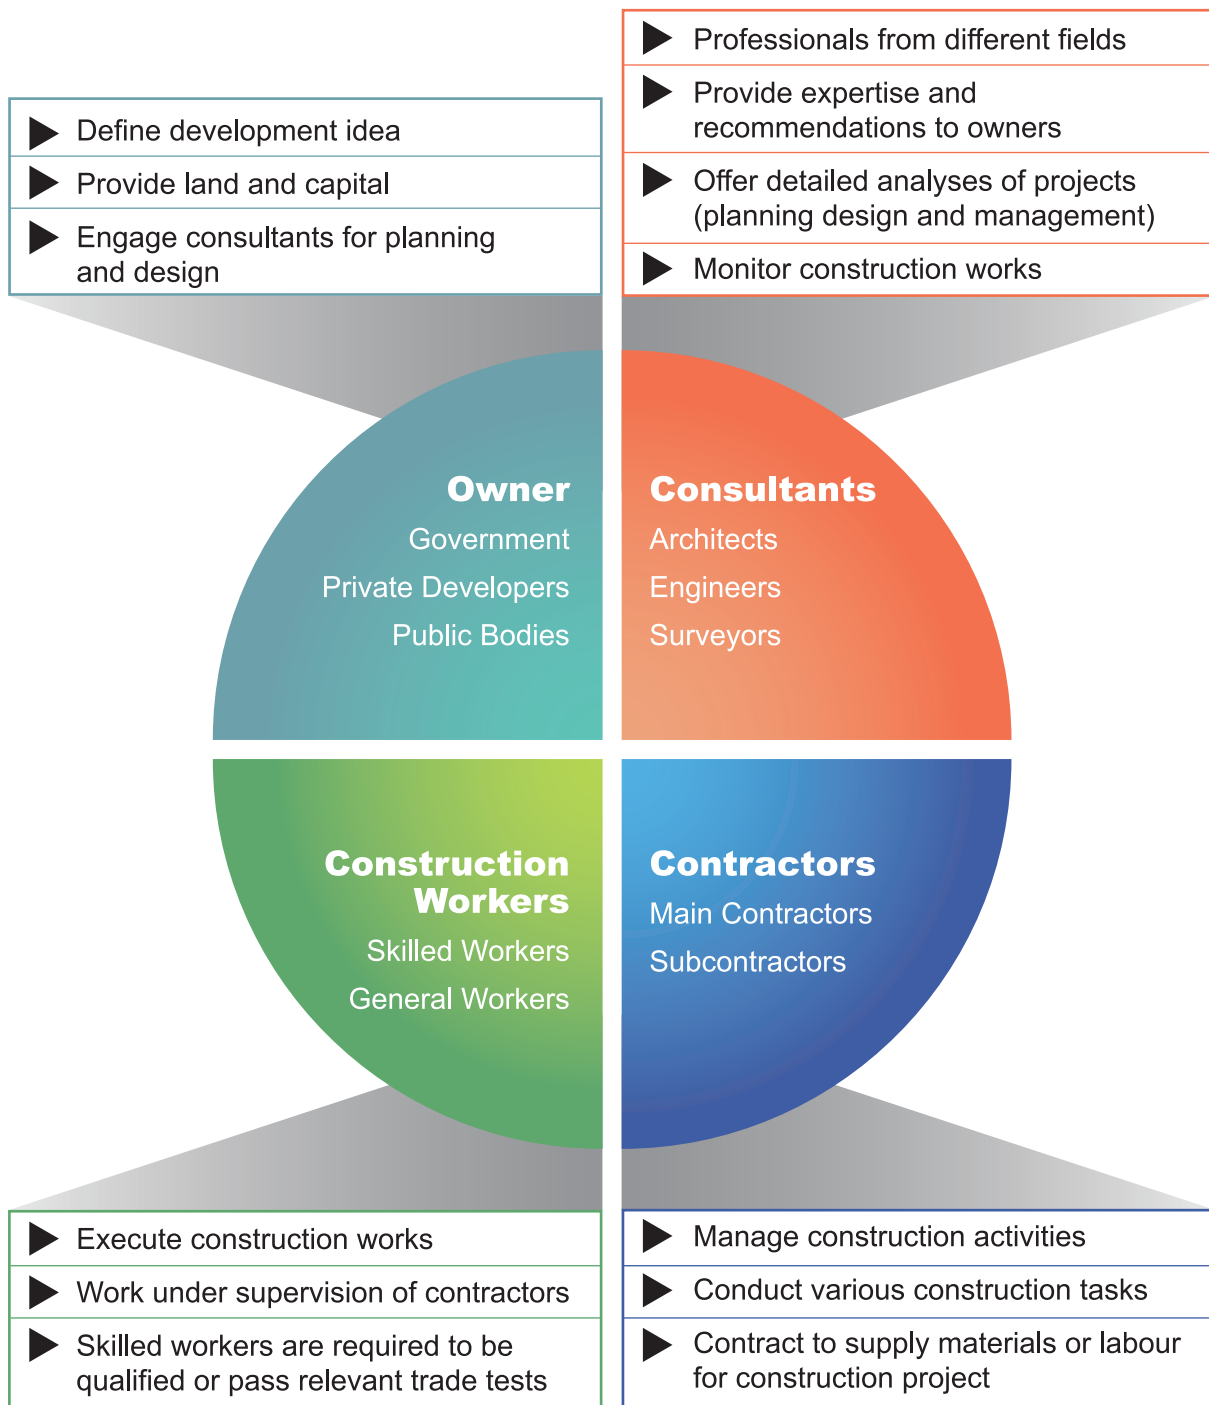 Define development idea
Provide land and capital
Engage consultants for planning
and design
Professionals from different fields
Provide expertise and
recommendations to owners
Offer detailed analyses of projects
(planning design and management)
Monitor construction works
Owner
Government
Private Developers
Public Bodies
Consultants
Architects
Engineers
Surveyors
Construction
Workers
Skilled Workers
General Workers
Contractors
Main Contractors
Subcontractors
Execute construction works
Work under supervision of contractors
Skilled workers are required to be
qualified or pass relevant trade tests
Manage construction activities
Conduct various construction tasks
Contract to supply materials or labour
for construction project